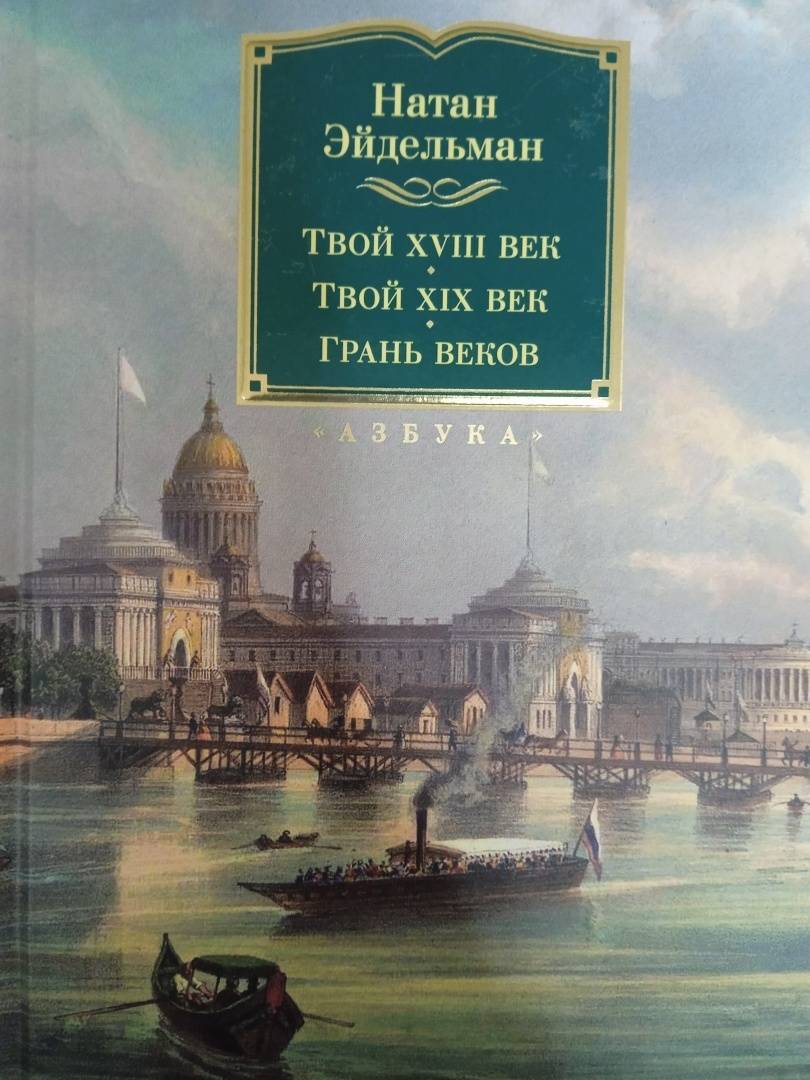 Натан
Эйдельман
Твой XVIII век
Твой XIX век
Грань веков
«АЗБУКА»